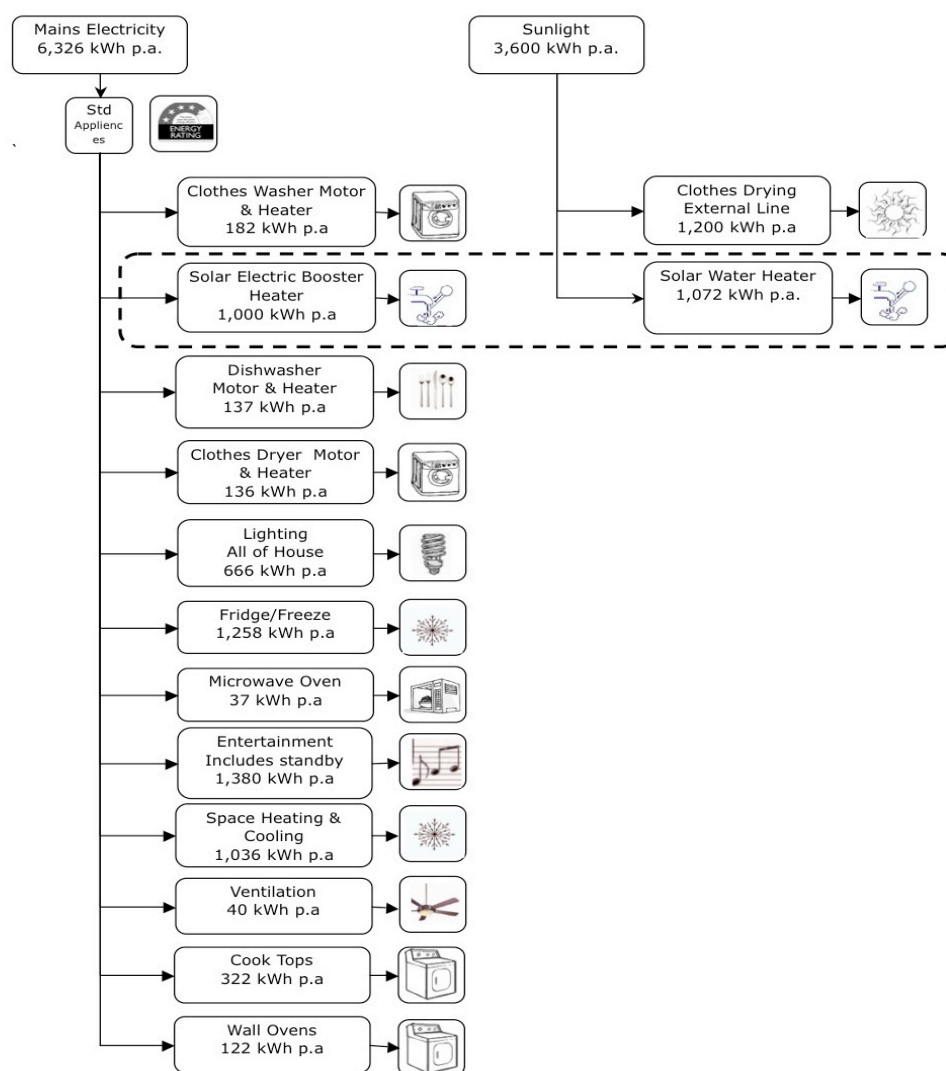 Mains Electricity
6,326 kWh p.a.
Sunlight
3,600 kWh p.a.
Std
Applienc
es
ENERGY
RATING
Clothes Washer Motor
& Heater
182 kWh p.a
Clothes Drying
External Line
1,200 kWh p.a
Solar Electric Booster
Heater
1,000 kWh p.a
Solar Water Heater
1,072 kWh p.a.
Dishwasher
Motor & Heater
137 kWh p.a
Clothes Dryer Motor
& Heater
136 kWh p.a
Lighting
All of House
666 kWh p.a
Fridge/Freeze
1,258 kWh p.a
Microwave Oven
37 kWh p.a
Entertainment
Includes standby
1,380 kWh p.a
Space Heating &
Cooling
1,036 kWh p.a
Ventilation
40 kWh p.a
Cook Tops
322 kWh p.a
Wall Ovens
122 kWh p.a